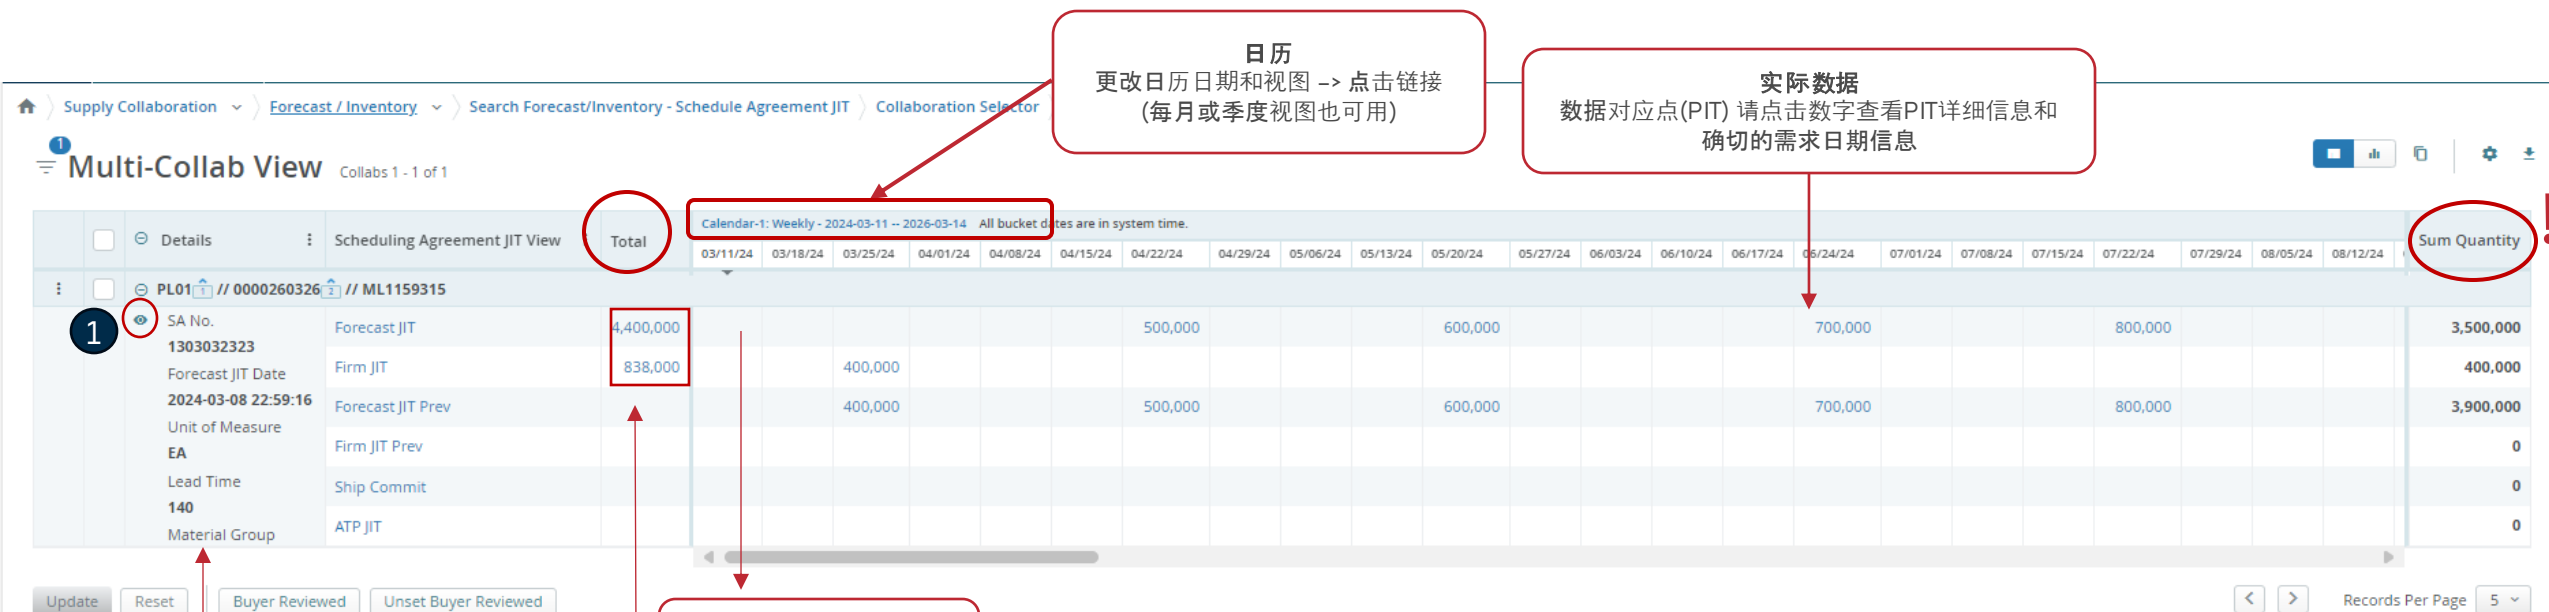 日历
更改日历日期和视图 –> 点击链接
(每月或季度视图也可用)
实际数据
数据对应点(PIT) 请点击数字查看PIT详细信息和
确切的需求日期信息
Supply Collaboration Forecast / Inventory Search Forecast/Inventory - Schedule Agreement JIT Collaboration Selector
1
Multi-Collab View Collabs 1 - 1 of 1
Details Scheduling Agreement JIT View Total Calendar-1: Weekly - 2024-03-11 -- 2026-03-14 All bucket dates are in system time. Sum Quantity
03/11/24 03/18/24 03/25/24 04/01/24 04/08/24 04/15/24 04/22/24 04/29/24 05/06/24 05/13/24 05/20/24 05/27/24 06/03/24 06/10/24 06/17/24 06/24/24 07/01/24 07/08/24 07/15/24 07/22/24 07/29/24 08/05/24 08/12/24
PL01 1 // 0000260326 2 // ML1159315
1
SA No.
1303032323
Forecast JIT Date
2024-03-08 22:59:16
Unit of Measure
EA
Lead Time
140
Material Group
Forecast JIT 4,400,000 500,000 600,000 700,000 800,000 3,500,000
Firm JIT 838,000 400,000 400,000
Forecast JIT Prev 400,000 500,000 600,000 700,000 800,000 3,900,000
Firm JIT Prev 0
Ship Commit 0
ATP JIT 0
Update Reset Buyer Reviewed Unset Buyer Reviewed Records Per Page 5